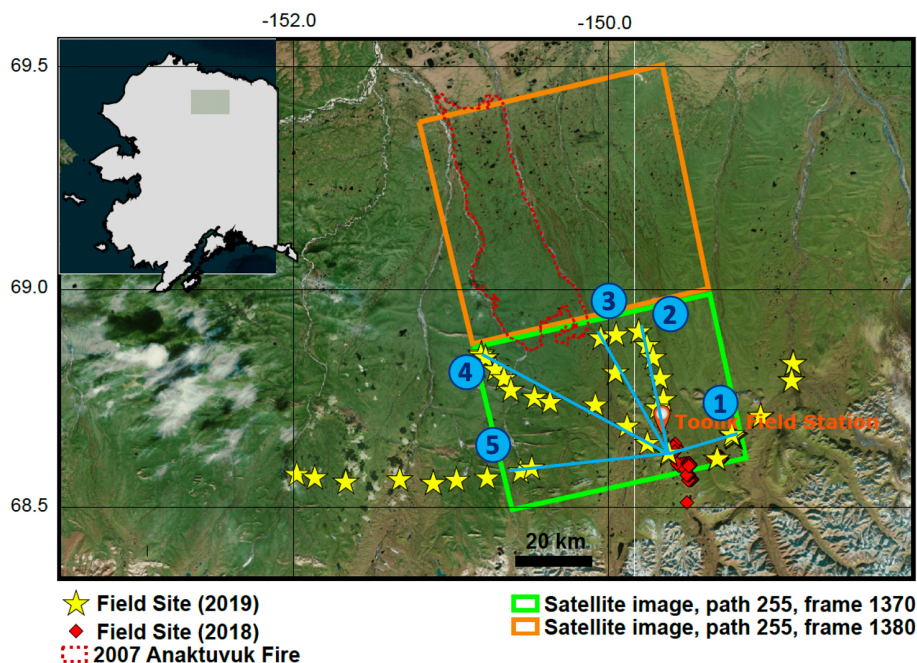 -152.0
-150.0
69.5
69.0
68.5
3
2
4
1
Toolik Field Station
5
20 km
Field Site (2019)
Field Site (2018)
2007 Anaktuvuk Fire
Satellite image, path 255, frame 1370
Satellite image, path 255, frame 1380